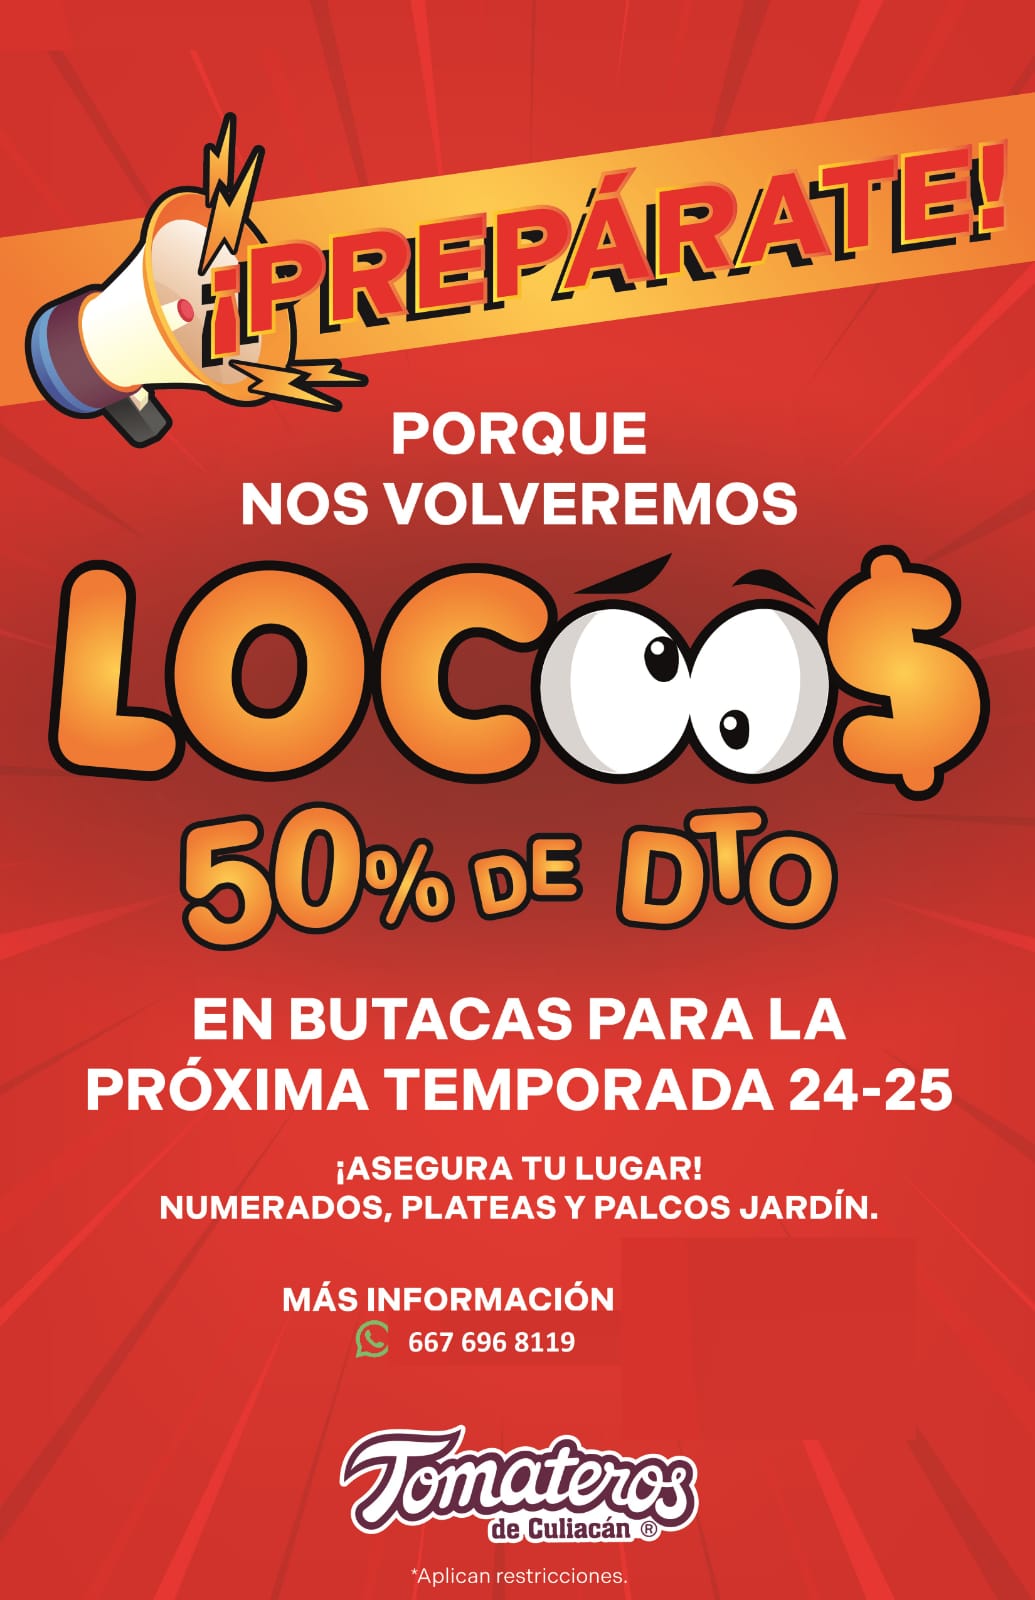 ¡PREPÁRATE!
PORQUE
NOS VOLVEREMOS
LOCOO$
50% DE DTO
EN BUTACAS PARA LA
PRÓXIMA TEMPORADA 24-25
¡ASEGURA TU LUGAR!
NUMERADOS, PLATEAS Y PALCOS JARDÍN.
MÁS INFORMACIÓN
667 696 8119
Tomateros
de Culiacán ®
*Aplican restricciones.